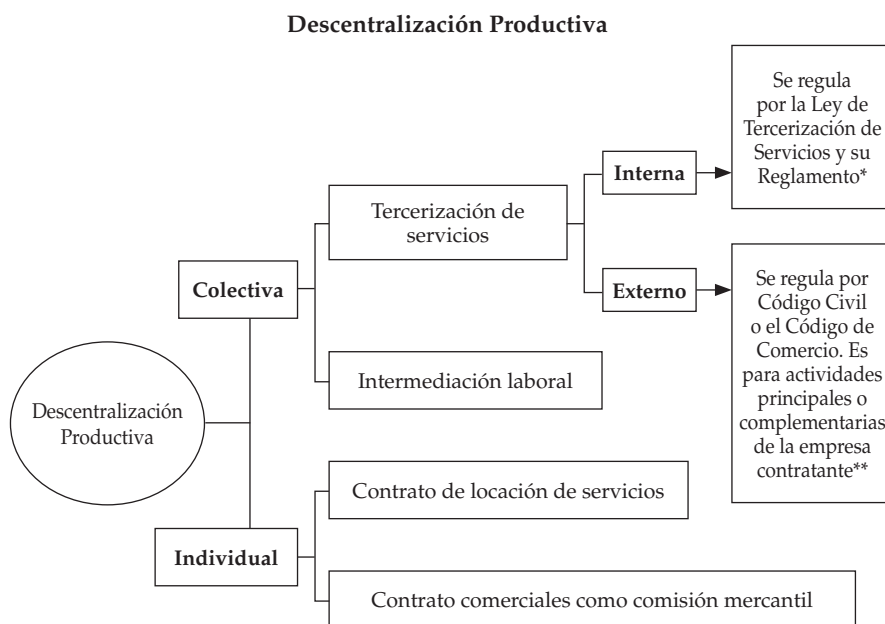 Descentralización Productiva
Se regula
por la Ley de
Tercerización de
Servicios y su
Reglamento*
Interna
Tercerización de
servicios
Externo
Se regula por
Código Civil
o el Código de
Comercio. Es
para actividades
principales o
complementarias
de la empresa
contratante**
Colectiva
Intermediación laboral
Descentralización
Productiva
Contrato de locación de servicios
Individual
Contrato comerciales como comisión mercantil